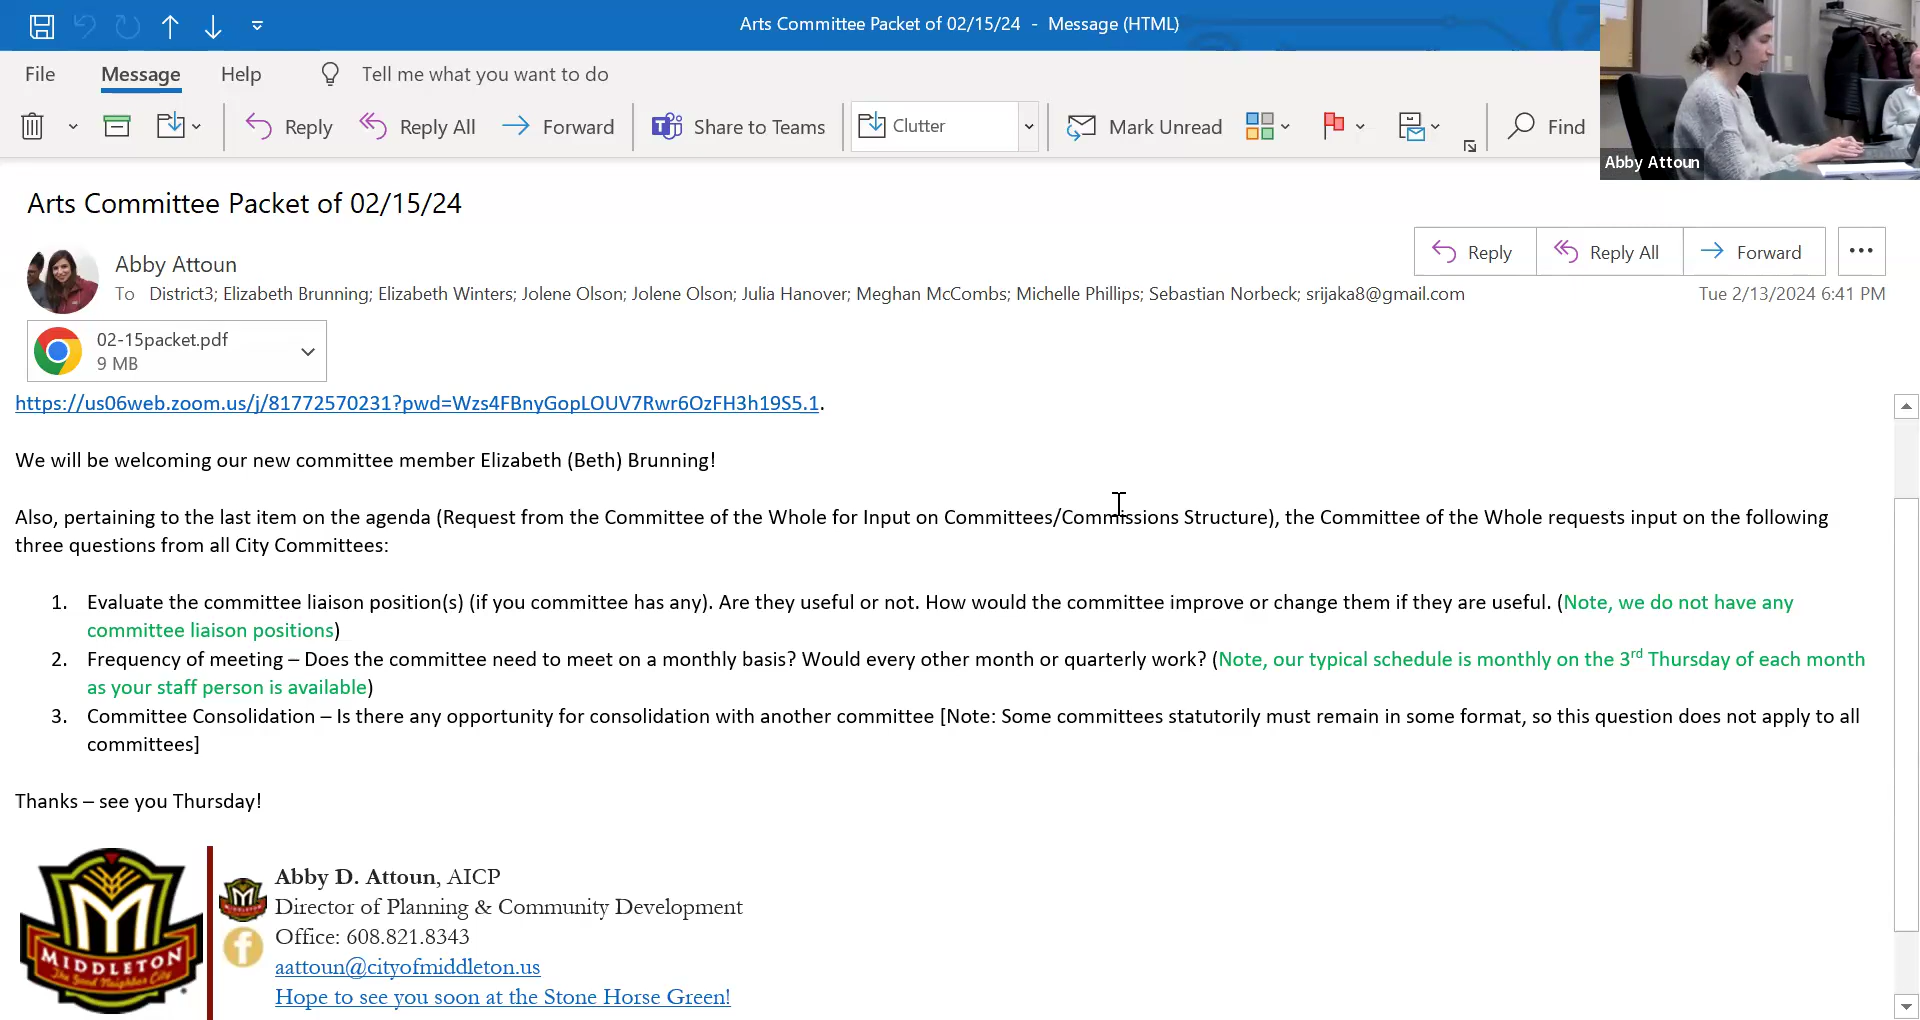 Arts Committee Packet of 02/15/24 - Message (HTML)
File Message Help Tell me what you want to do
Reply Reply All Forward Share to Teams Clutter Mark Unread Find
Abby Attoun
Arts Committee Packet of 02/15/24
Abby Attoun
Reply Reply All Forward
To District3; Elizabeth Brunning; Elizabeth Winters; Jolene Olson; Jolene Olson; Julia Hanover; Meghan McCombs; Michelle Phillips; Sebastian Norbeck; srijaka8@gmail.com
Tue 2/13/2024 6:41 PM
02-15packet.pdf
9 MB
https://us06web.zoom.us/j/81772570231?pwd=Wzs4FBnyGopLOUV7Rwr6OzFH3h19S5.1.
We will be welcoming our new committee member Elizabeth (Beth) Brunning!
Also, pertaining to the last item on the agenda (Request from the Committee of the Whole for Input on Committees/Commissions Structure), the Committee of the Whole requests input on the following
three questions from all City Committees:
1. Evaluate the committee liaison position(s) (if you committee has any). Are they useful or not. How would the committee improve or change them if they are useful. (Note, we do not have any
committee liaison positions)
2. Frequency of meeting – Does the committee need to meet on a monthly basis? Would every other month or quarterly work? (Note, our typical schedule is monthly on the 3rd Thursday of each month
as your staff person is available)
3. Committee Consolidation – Is there any opportunity for consolidation with another committee [Note: Some committees statutorily must remain in some format, so this question does not apply to all
committees]
Thanks – see you Thursday!
MIDDLETON
The Good Neighbor City
MIDDLETON
Abby D. Attoun, AICP
Director of Planning & Community Development
Office: 608.821.8343
aattoun@cityofmiddleton.us
Hope to see you soon at the Stone Horse Green!